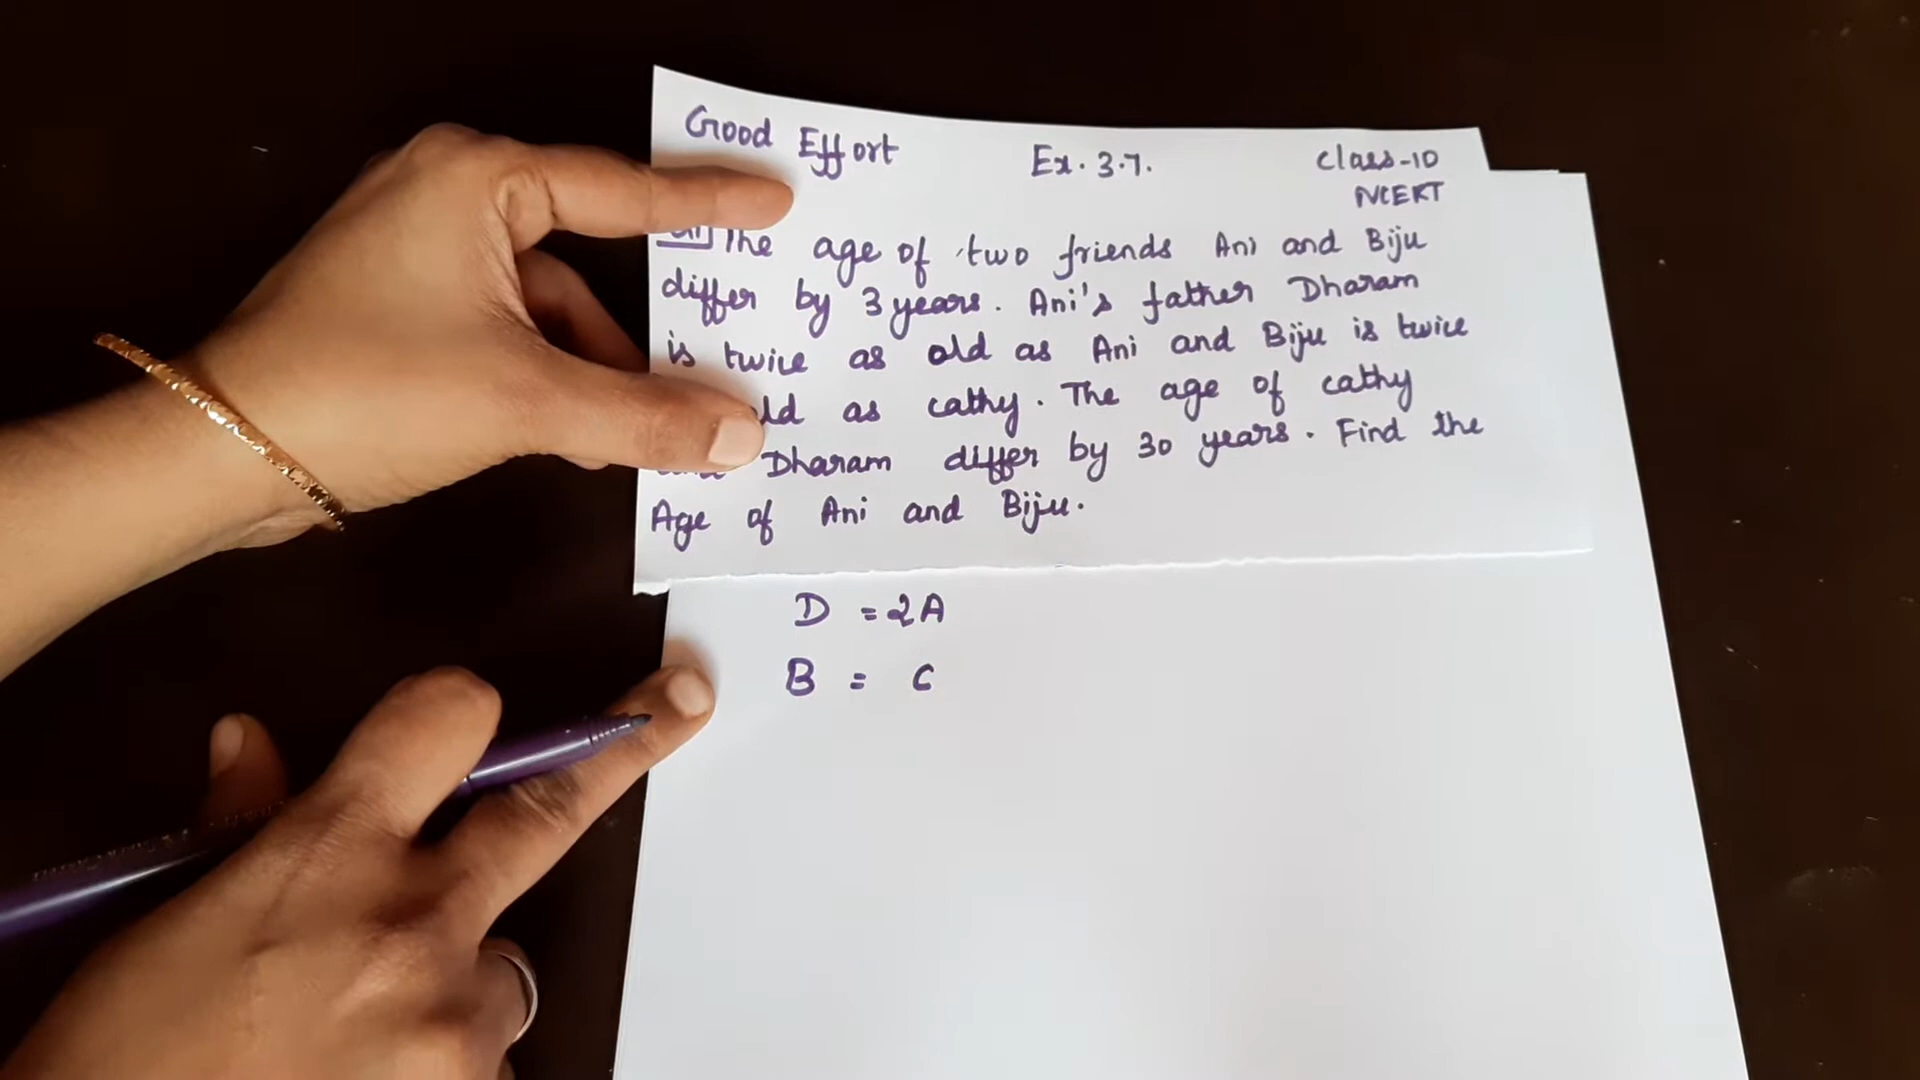 Good Effort Ex. 3.7. Class-10
NCERT
The age of two friends Ani and Biju
differ by 3 years. Ani's father Dharam
is twice as old as Ani and Biju is twice
as cathy. The age of cathy
Dharam differ by 30 years. Find the
Age of Ani and Biju.
D = 2A
B = C